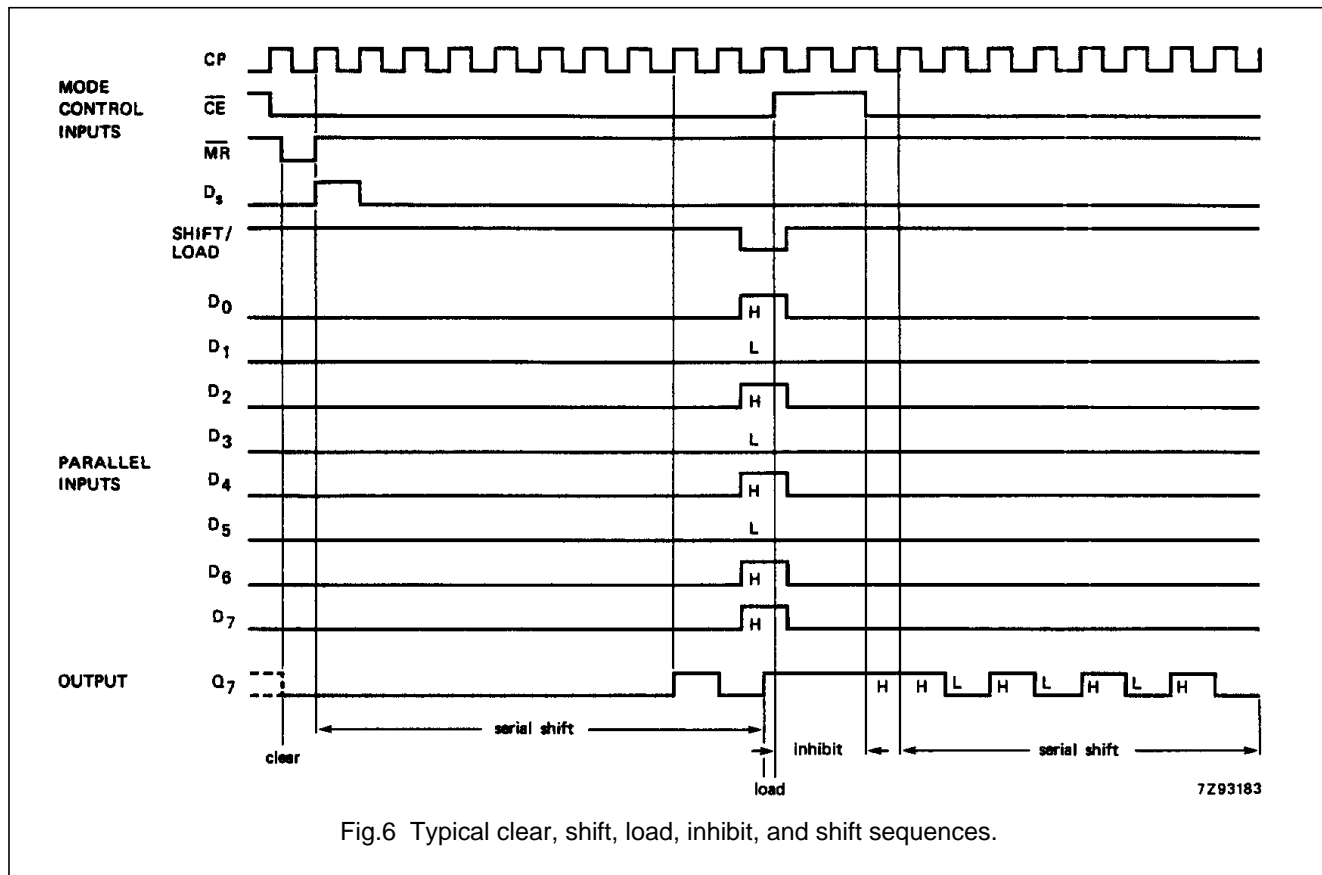 CP
MODE
CONTROL
INPUTS
CE
MR
Ds
SHIFT/
LOAD
D0
D1
D2
D3
D4
D5
D6
D7
H
L
H
L
H
L
H
H
PARALLEL
INPUTS
OUTPUT
Q7
H H L H L H L H
serial shift
inhibit
serial shift
clear
load
7Z93183
Fig.6 Typical clear, shift, load, inhibit, and shift sequences.